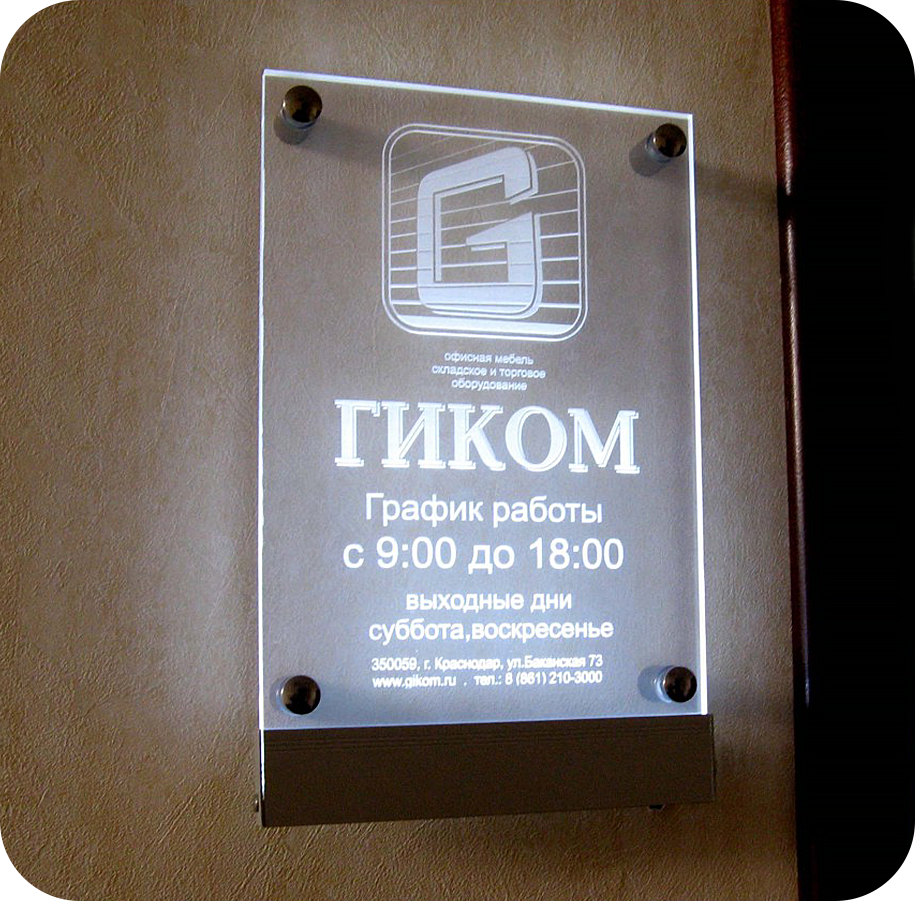 G
офисная мебель
складское и торговое
оборудование
ГИКОМ
График работы
с 9:00 до 18:00
выходные дни
суббота,воскресенье
350059, г. Краснодар, ул.Баканская 73
www.gikom.ru . тел.: 8 (861) 210-3000